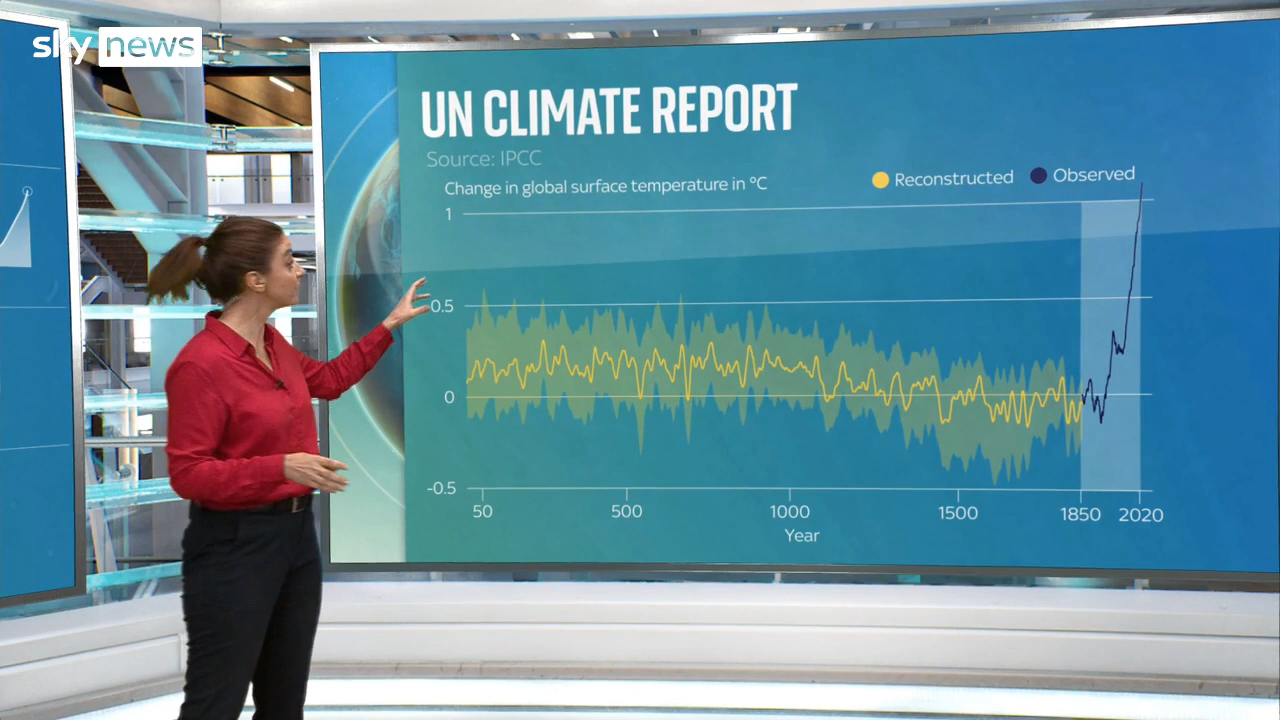 sky news
UN CLIMATE REPORT
Source: IPCC
Change in global surface temperature in °C
Reconstructed Observed
1
0.5
0
-0.5
50 500 1000 1500 1850 2020
Year